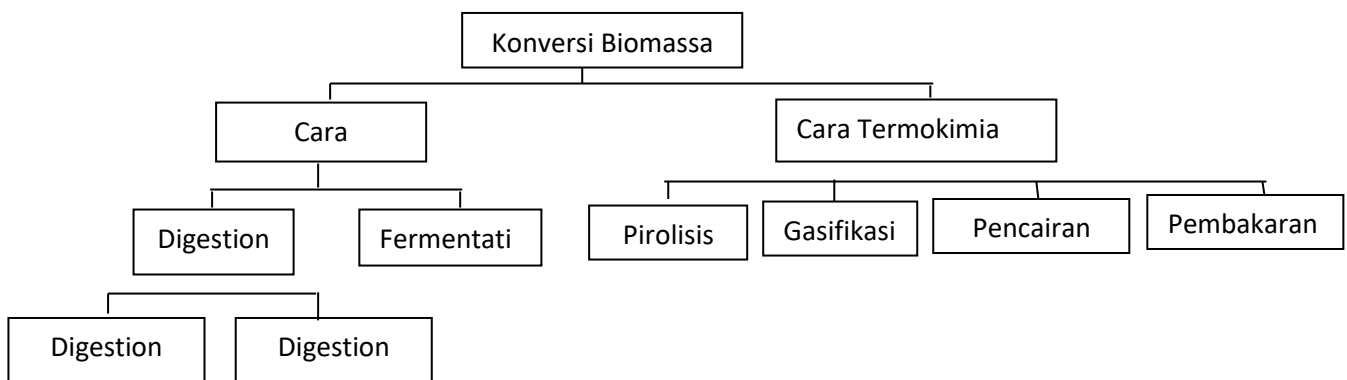 Konversi Biomassa
Cara
Cara Termokimia
Digestion
Fermentati
Pirolisis
Gasifikasi
Pencairan
Pembakaran
Digestion
Digestion